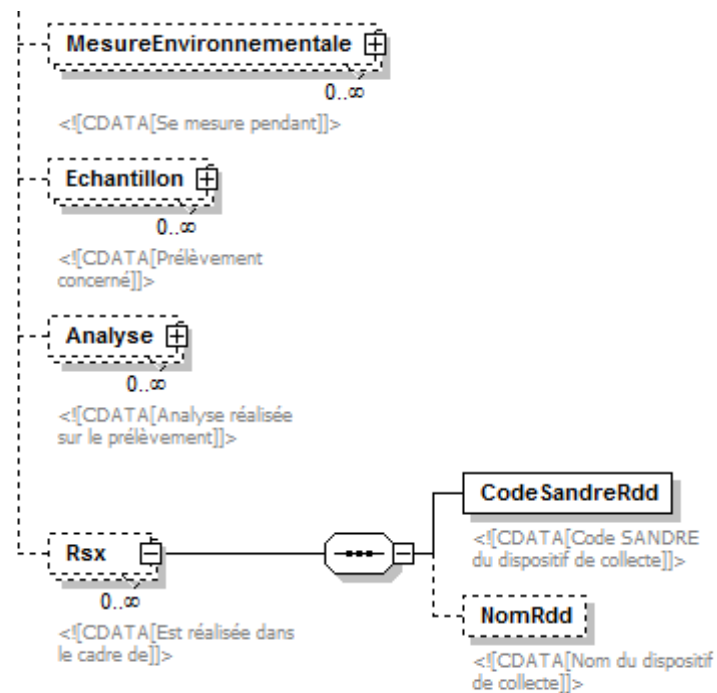 MesureEnvironnementale
0..∞
<![CDATA[Se mesure pendant]]>
Echantillon
0..∞
<![CDATA[Prélèvement
concerné]]>
Analyse
0..∞
<![CDATA[Analyse réalisée
sur le prélèvement]]>
Rsx
0..∞
<![CDATA[Est réalisée dans
le cadre de]]>
CodeSandreRdd
<![CDATA[Code SANDRE
du dispositif de collecte]]>
NomRdd
<![CDATA[Nom du dispositif
de collecte]]>